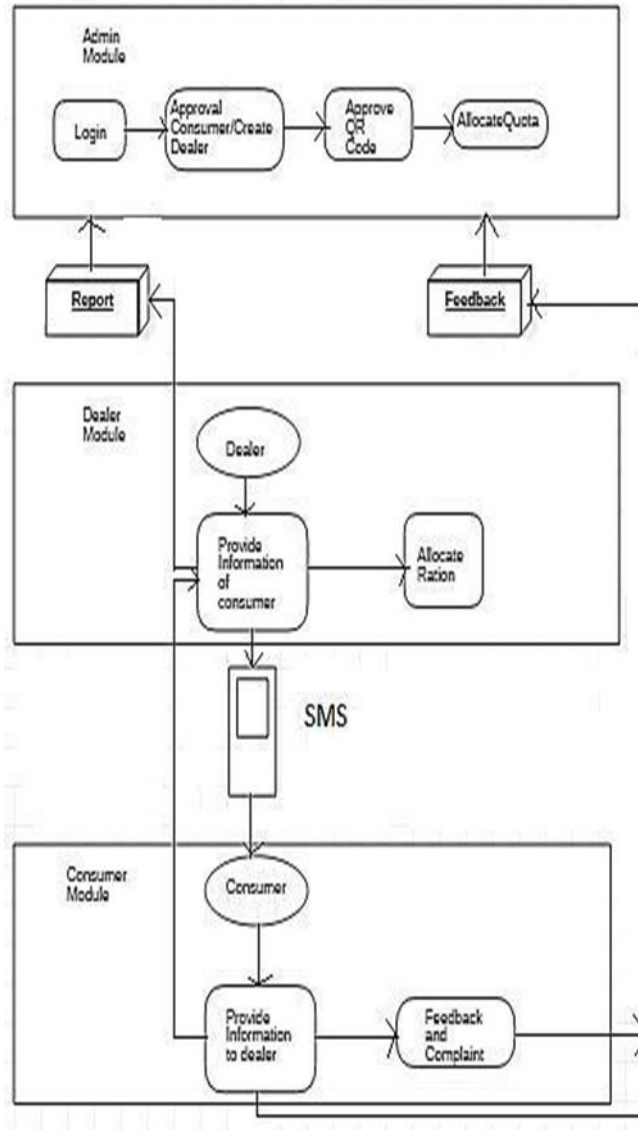 Admin
Module
Login
Approval
Consumer/Create
Dealer
Approve
QR
Code
AllocateQuota
Report
Feedback
Dealer
Module
Dealer
Provide
Information
of
consumer
Allocate
Ration
SMS
Consumer
Module
Consumer
Provide
Information
to dealer
Feedback
and
Complaint